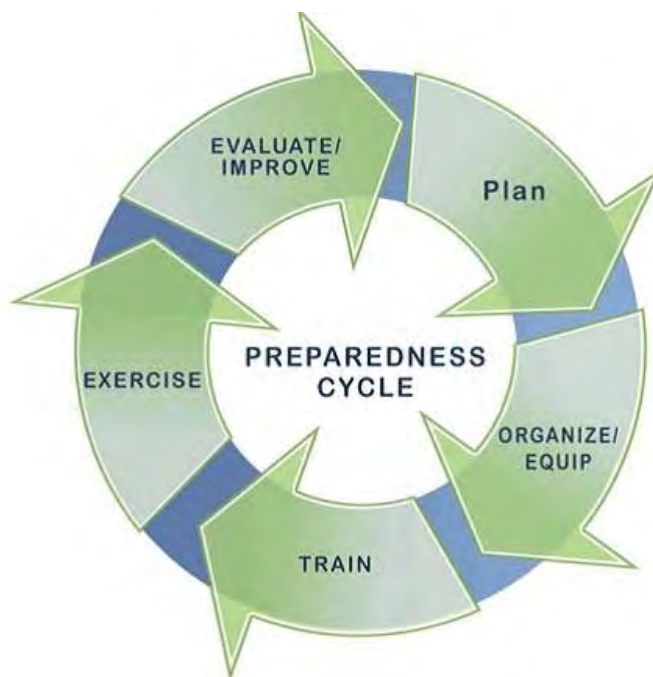 EVALUATE/
IMPROVE
Plan
PREPAREDNESS
CYCLE
EXERCISE
ORGANIZE/
EQUIP
TRAIN